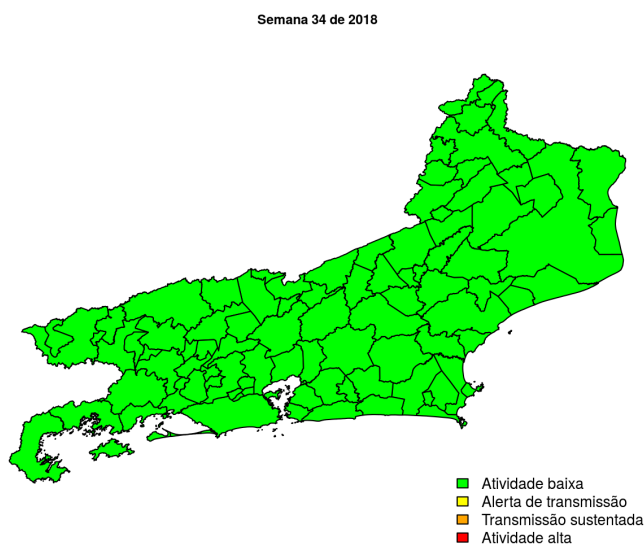 Semana 34 de 2018
Atividade baixa
Alerta de transmissão
Transmissão sustentada
Atividade alta